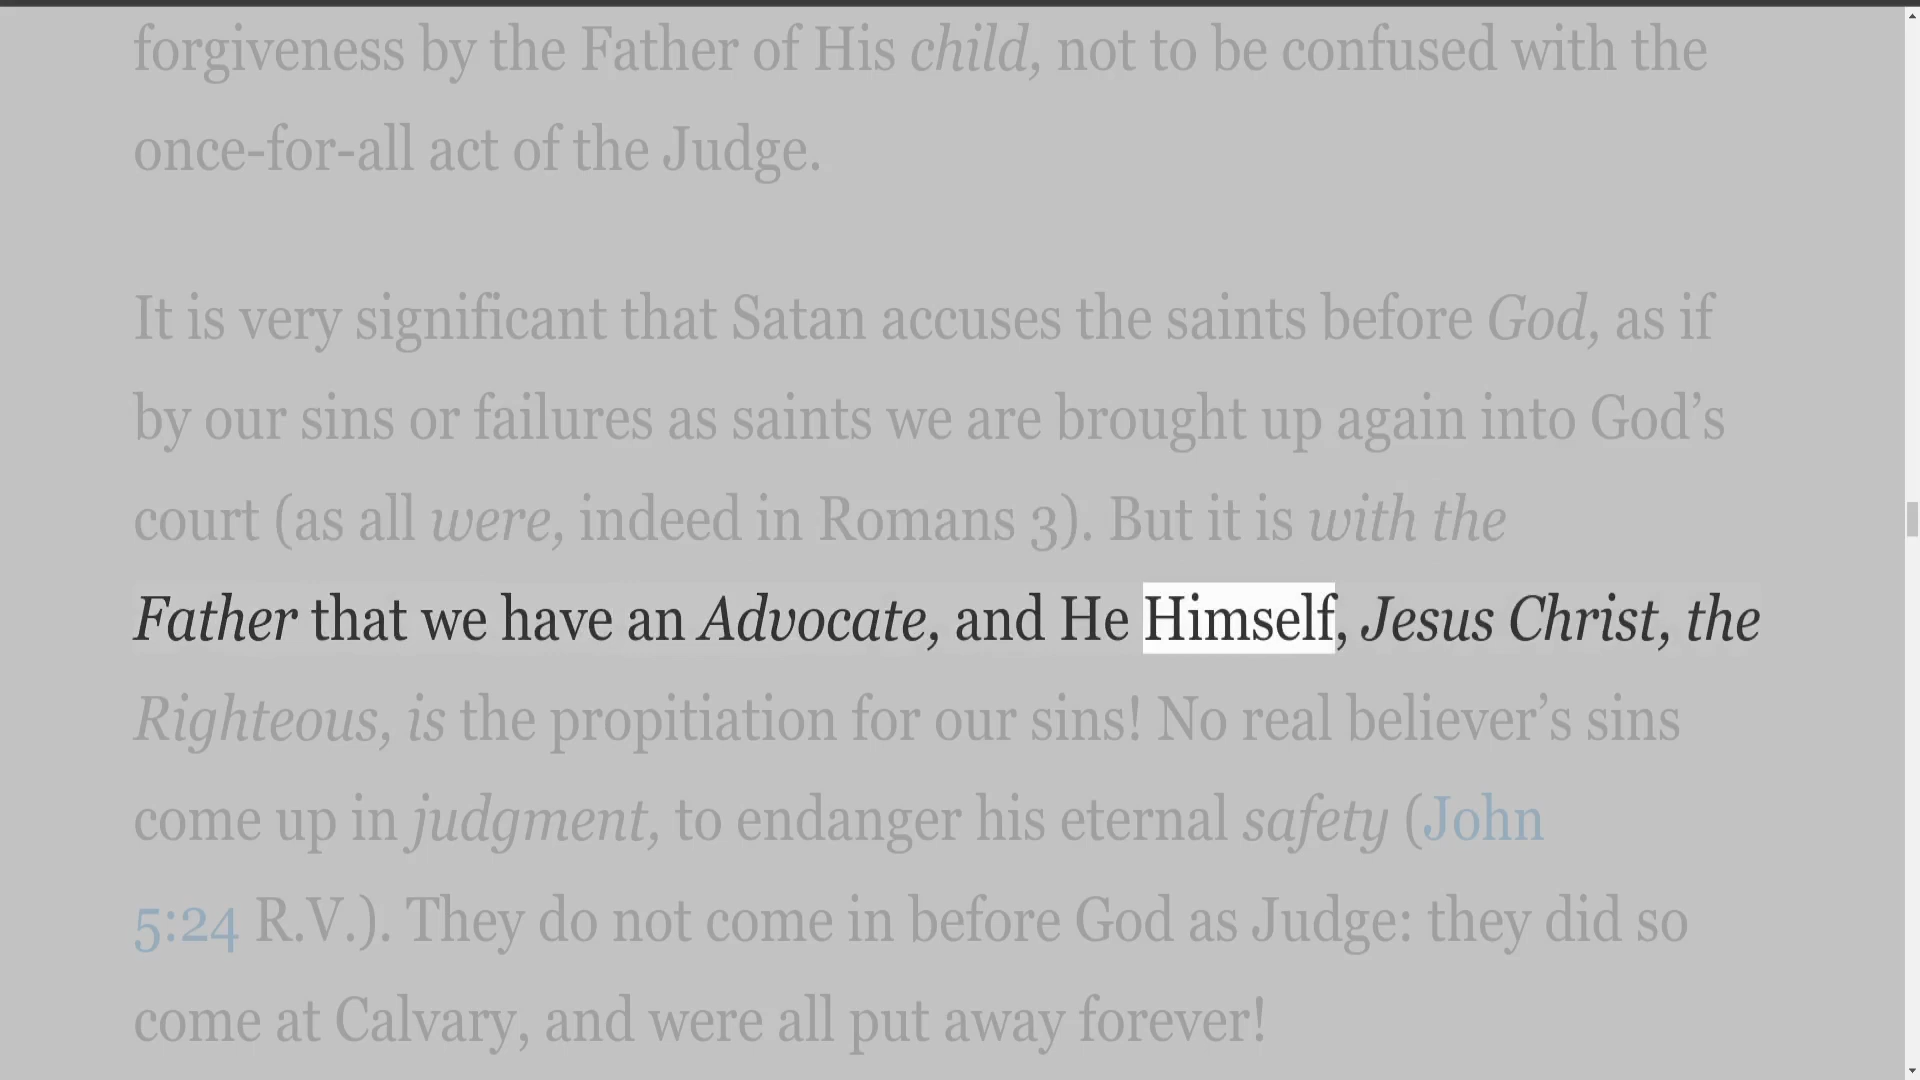 forgiveness by the Father of His child, not to be confused with the
once-for-all act of the Judge.
It is very significant that Satan accuses the saints before God, as if
by our sins or failures as saints we are brought up again into God’s
court (as all were, indeed in Romans 3). But it is with the
Father that we have an Advocate, and He Himself, Jesus Christ, the
Righteous, is the propitiation for our sins! No real believer’s sins
come up in judgment, to endanger his eternal safety (John
5:24 R.V.). They do not come in before God as Judge: they did so
come at Calvary, and were all put away forever!